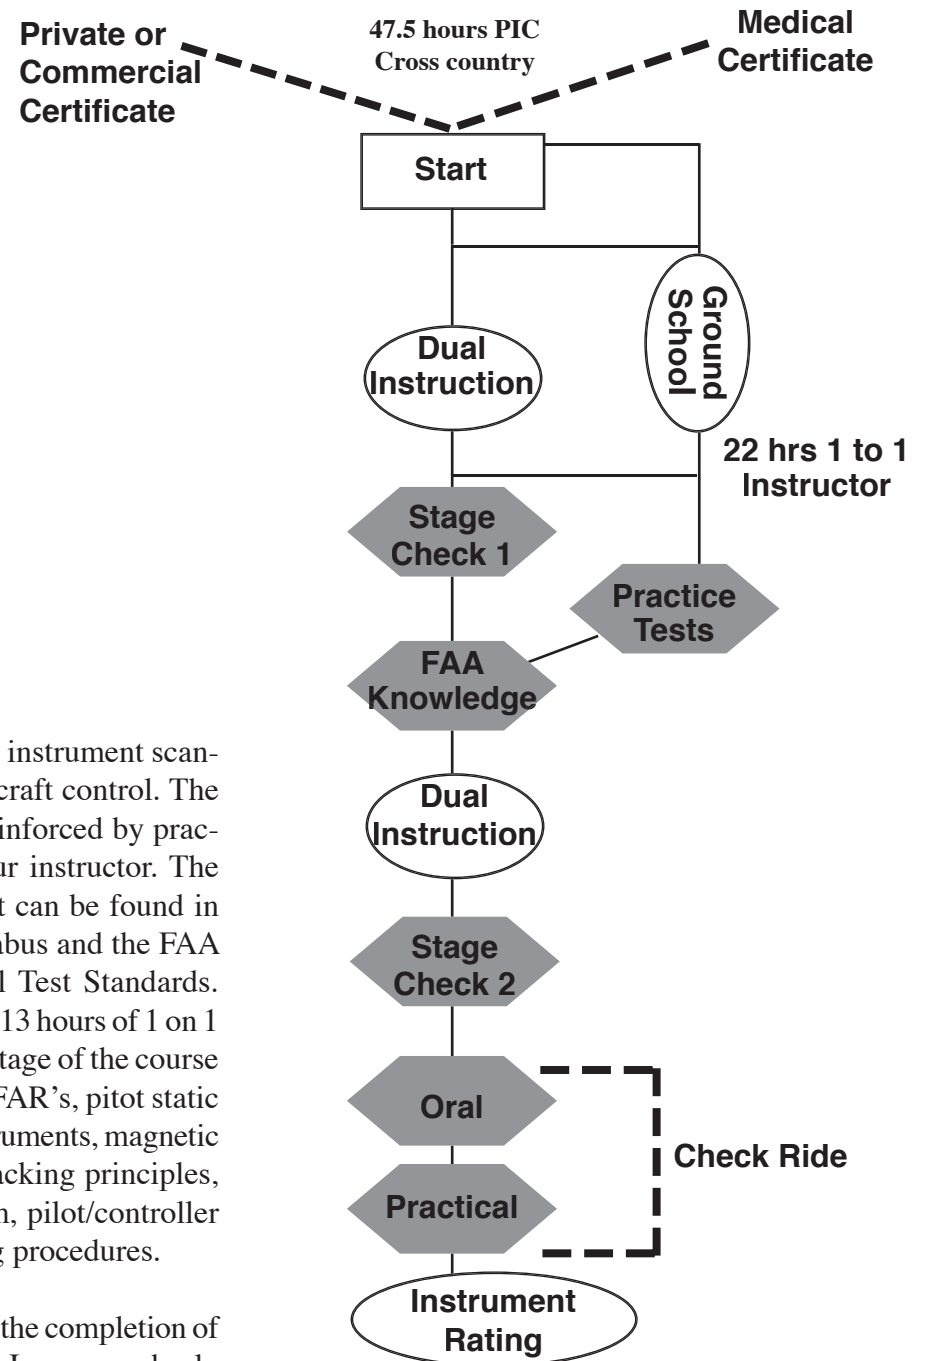 Private or
Commercial
Certificate
47.5 hours PIC
Cross country
Medical
Certificate
Start
Ground
School
Dual
Instruction
22 hrs 1 to 1
Instructor
Stage
Check 1
Practice
Tests
FAA
Knowledge
Dual
Instruction
Stage
Check 2
Oral
Check Ride
Practical
Instrument
Rating
instrument scan-
craft control. The
inforced by prac-
ur instructor. The
t can be found in
abus and the FAA
l Test Standards.
13 hours of 1 on 1
tage of the course
FAR's, pitot static
ruments, magnetic
acking principles,
n, pilot/controller
g procedures.
the completion of